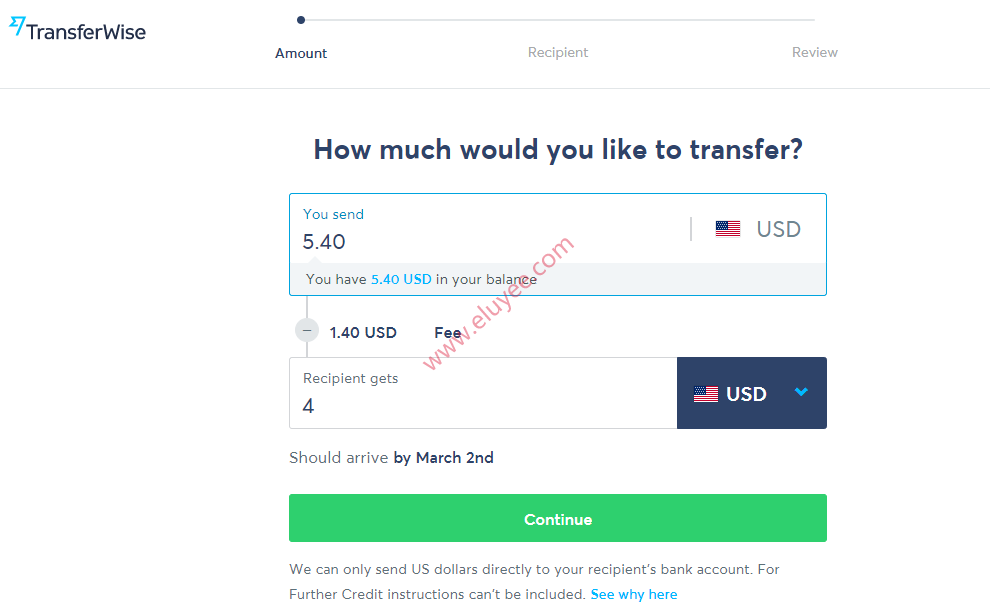 TransferWise
Amount
Recipient
Review
How much would you like to transfer?
You send
5.40
USD
You have 5.40 USD in your balance
1.40 USD Fee
www.eluyeo.com
Recipient gets
4
USD
Should arrive by March 2nd
Continue
We can only send US dollars directly to your recipient's bank account. For
Further Credit instructions can't be included. See why here